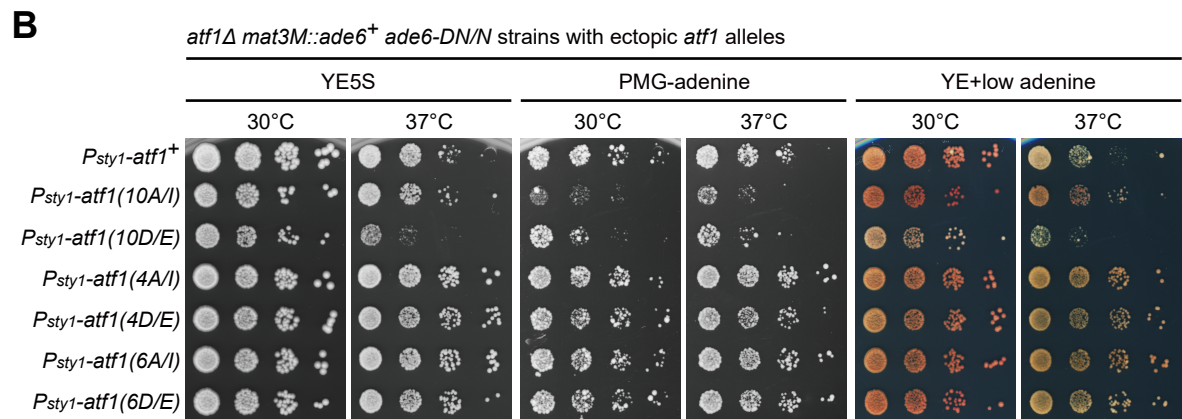 B
atf1Δ mat3M::ade6+ ade6-DN/N strains with ectopic atf1 alleles
YE5S PMG-adenine YE+low adenine
30°C 37°C 30°C 37°C 30°C 37°C
Psty1-atf1+
Psty1-atf1(10A/I)
Psty1-atf1(10D/E)
Psty1-atf1(4A/I)
Psty1-atf1(4D/E)
Psty1-atf1(6A/I)
Psty1-atf1(6D/E)